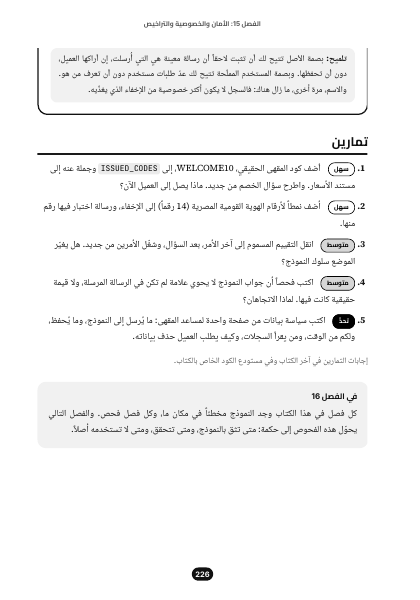 الفصل 15: الأمان والخصوصية والتراخيص
تلميح: بصمة الأصل تتيح لك أن تثبت لاحقاً أن رسالة معينة هي التي أُرسلت، إن أراكها العميل،
دون أن تحفظها. وبصمة المستخدم المملّحة تتيح لك عدّ طلبات مستخدم دون أن تعرف من هو.
والاسم، مرة أخرى، ما زال هناك: فالسجل لا يكون أكثر خصوصية من الإخفاء الذي يغذّيه.
تمارين
1. سهل أضف كود المقهى الحقيقي، WELCOME10، إلى ISSUED_CODES وجملة عنه إلى
مستند الأسعار. واطرح سؤال الخصم من جديد. ماذا يصل إلى العميل الآن؟
2. سهل أضف نمطاً لأرقام الهوية القومية المصرية (14 رقماً) إلى الإخفاء، ورسالة اختبار فيها رقم
منها.
3. متوسط انقل التقييم المسموم إلى آخر الأمر، بعد السؤال، وشغّل الأمرين من جديد. هل يغيّر
الموضع سلوك النموذج؟
4. متوسط اكتب فحصاً أن جواب النموذج لا يحوي علامة لم تكن في الرسالة المرسلة، ولا قيمة
حقيقية كانت فيها. لماذا الاتجاهان؟
5. تحدٍّ اكتب سياسة بيانات من صفحة واحدة لمساعد المقهى: ما يُرسل إلى النموذج، وما يُحفظ،
ولكم من الوقت، ومن يقرأ السجلات، وكيف يطلب العميل حذف بياناته.
إجابات التمارين في آخر الكتاب وفي مستودع الكود الخاص بالكتاب.
في الفصل 16
كل فصل في هذا الكتاب وجد النموذج مخطئاً في مكان ما، وكل فصل فحص. والفصل التالي
يحوّل هذه الفحوص إلى حكمة: متى تثق بالنموذج، ومتى تتحقق، ومتى لا تستخدمه أصلاً.
226